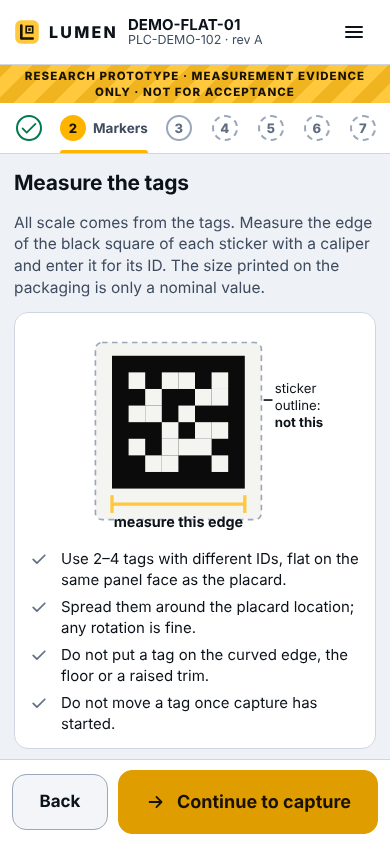 LUMEN
DEMO-FLAT-01
PLC-DEMO-102 · rev A
RESEARCH PROTOTYPE · MEASUREMENT EVIDENCE
ONLY · NOT FOR ACCEPTANCE
2 Markers 3 4 5 6 7
Measure the tags
All scale comes from the tags. Measure the edge
of the black square of each sticker with a caliper
and enter it for its ID. The size printed on the
packaging is only a nominal value.
sticker
outline:
not this
measure this edge
Use 2–4 tags with different IDs, flat on the
same panel face as the placard.
Spread them around the placard location;
any rotation is fine.
Do not put a tag on the curved edge, the
floor or a raised trim.
Do not move a tag once capture has
started.
Back
→ Continue to capture